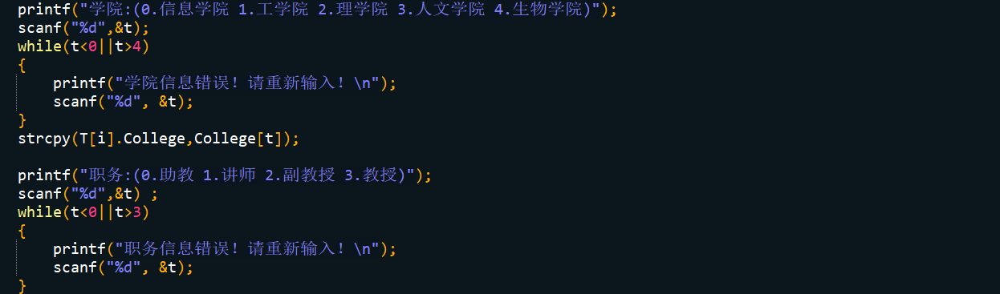 printf("学院:(0.信息学院 1.工学院 2.理学院 3.人文学院 4.生物学院)");
scanf("%d",&t);
while(t<0||t>4)
{
printf("学院信息错误！请重新输入！\n");
scanf("%d", &t);
}
strcpy(T[i].College,College[t]);
printf("职务:(0.助教 1.讲师 2.副教授 3.教授)");
scanf("%d",&t) ;
while(t<0||t>3)
{
printf("职务信息错误！请重新输入！\n");
scanf("%d", &t);
}